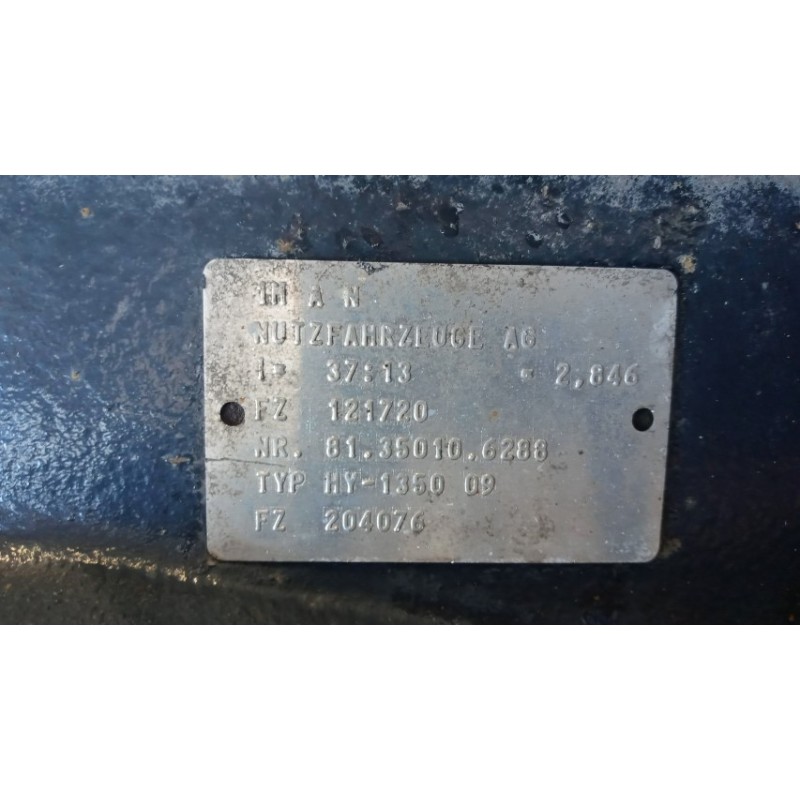 M A N
NUTZFAHRZEUGE AG
I= 37:13 = 2,846
FZ 121720
NR. 81.35010.6288
TYP HY-1350 09
FZ 204076